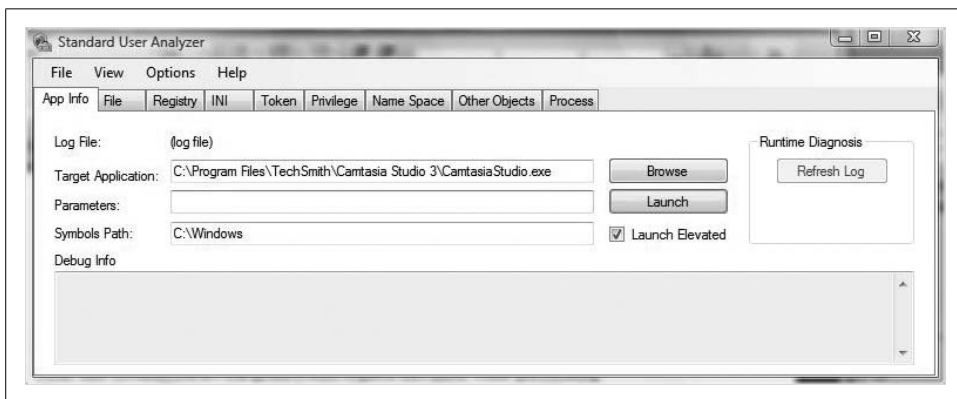 Standard User Analyzer
File View Options Help
App Info File Registry INI Token Privilege Name Space Other Objects Process
Log File: (log file)
Runtime Diagnosis
Target Application: C:\Program Files\TechSmith\Camtasia Studio 3\CamtasiaStudio.exe Browse Refresh Log
Parameters: Launch
Symbols Path: C:\Windows Launch Elevated
Debug Info